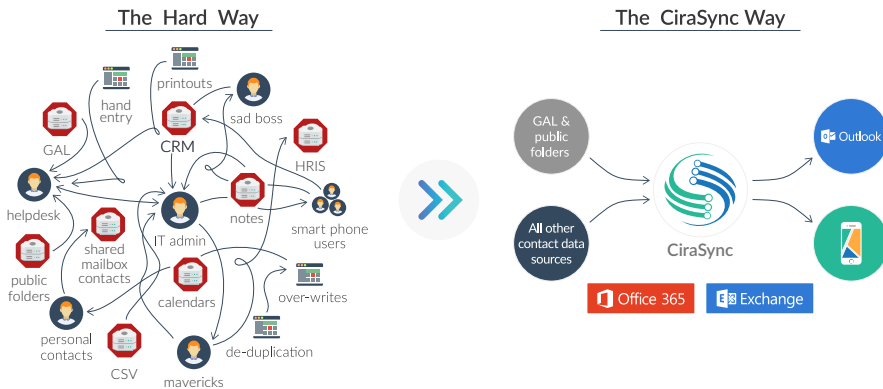 The Hard Way
The CiraSync Way
printouts
hand
entry
sad boss
GAL
CRM
HRIS
helpdesk
IT admin
notes
smart phone
users
public
folders
shared
mailbox
contacts
calendars
over-writes
personal
contacts
CSV
mavericks
de-duplication
GAL &
public
folders
All other
contact data
sources
CiraSync
Outlook
Office 365
Exchange